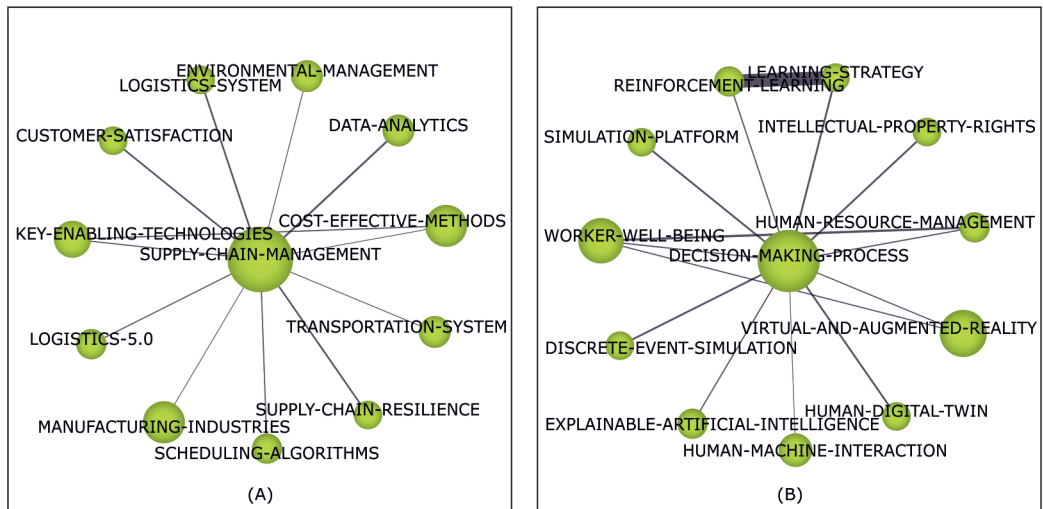 ENVIRONMENTAL-MANAGEMENT
LOGISTICS-SYSTEM
DATA-ANALYTICS
CUSTOMER-SATISFACTION
COST-EFFECTIVE-METHODS
KEY-ENABLING-TECHNOLOGIES
SUPPLY-CHAIN-MANAGEMENT
TRANSPORTATION-SYSTEM
LOGISTICS-5.0
SUPPLY-CHAIN-RESILIENCE
MANUFACTURING-INDUSTRIES
SCHEDULING-ALGORITHMS
(A)
LEARNING-STRATEGY
REINFORCEMENT-LEARNING
INTELLECTUAL-PROPERTY-RIGHTS
SIMULATION-PLATFORM
HUMAN-RESOURCE-MANAGEMENT
WORKER-WELL-BEING
DECISION-MAKING-PROCESS
VIRTUAL-AND-AUGMENTED-REALITY
DISCRETE-EVENT-SIMULATION
HUMAN-DIGITAL-TWIN
EXPLAINABLE-ARTIFICIAL-INTELLIGENCE
HUMAN-MACHINE-INTERACTION
(B)